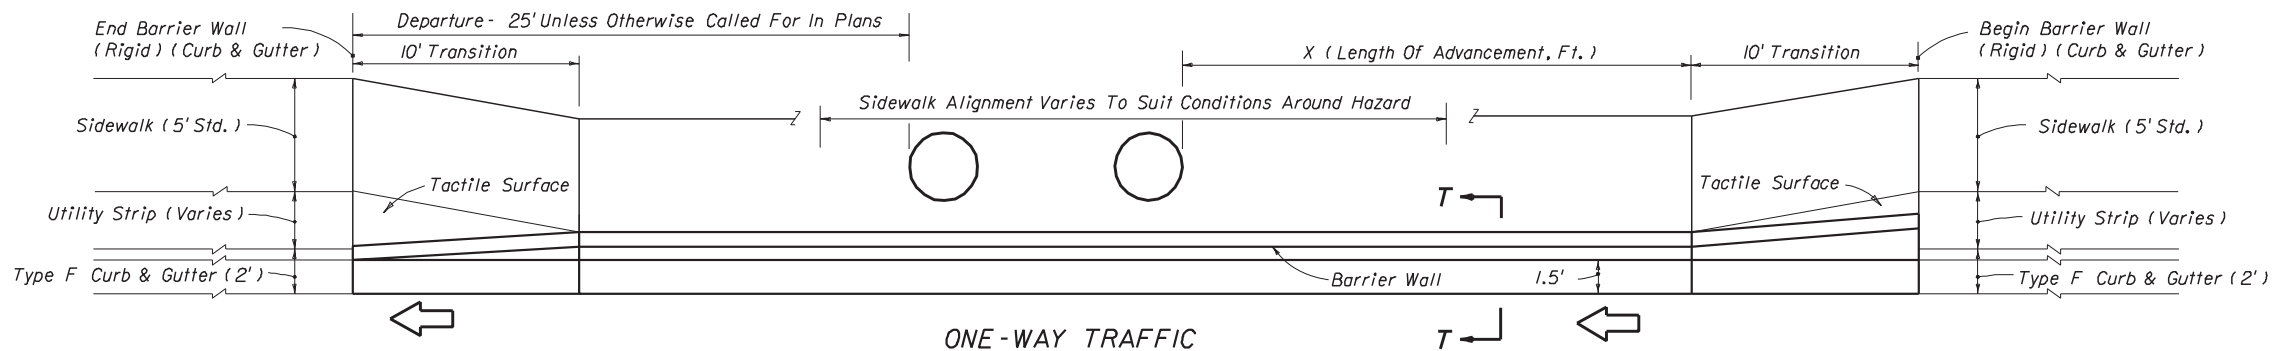 End Barrier Wall
(Rigid) (Curb & Gutter)
Departure - 25' Unless Otherwise Called For In Plans
10' Transition
X (Length Of Advancement, Ft.)
10' Transition
Begin Barrier Wall
(Rigid) (Curb & Gutter)
Sidewalk Alignment Varies To Suit Conditions Around Hazard
Sidewalk (5' Std.)
Sidewalk (5' Std.)
Tactile Surface
Tactile Surface
T
Utility Strip (Varies)
Utility Strip (Varies)
Type F Curb & Gutter (2')
Barrier Wall
1.5'
Type F Curb & Gutter (2')
ONE-WAY TRAFFIC
T